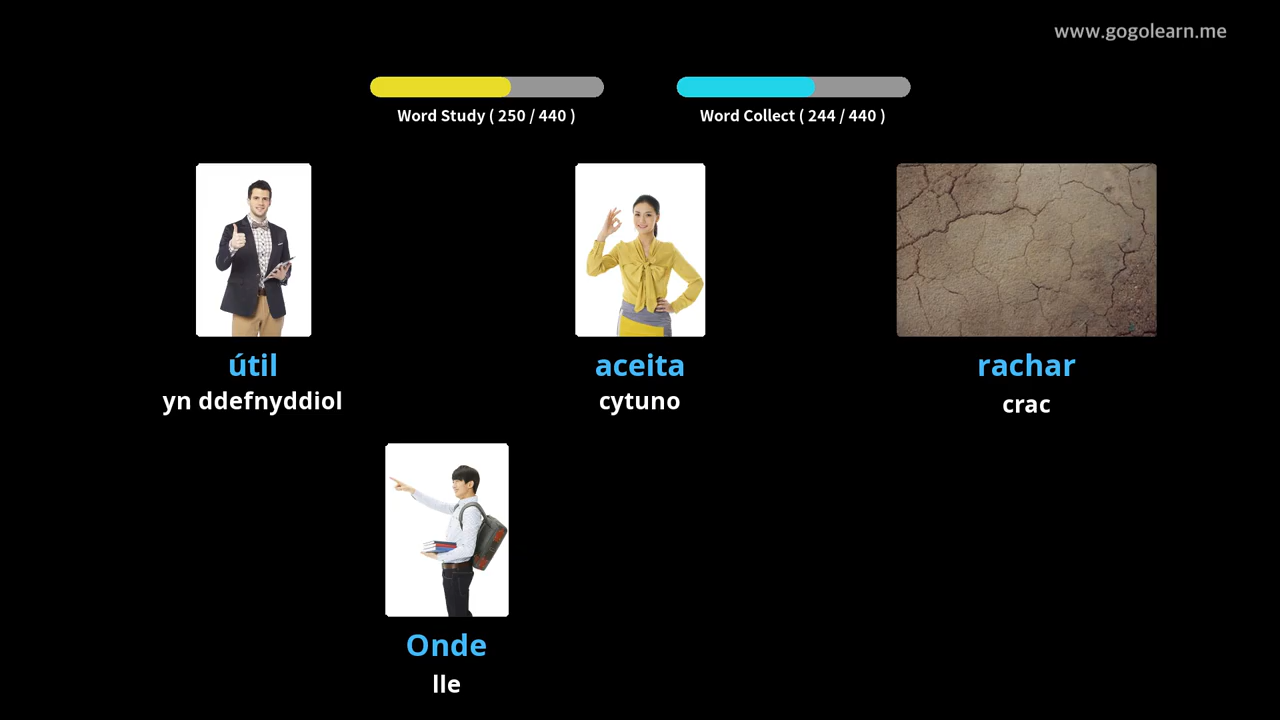 www.gogolearn.me
Word Study ( 250 / 440 )
Word Collect ( 244 / 440 )
útil
yn ddefnyddiol
aceita
cytuno
rachar
crac
Onde
lle